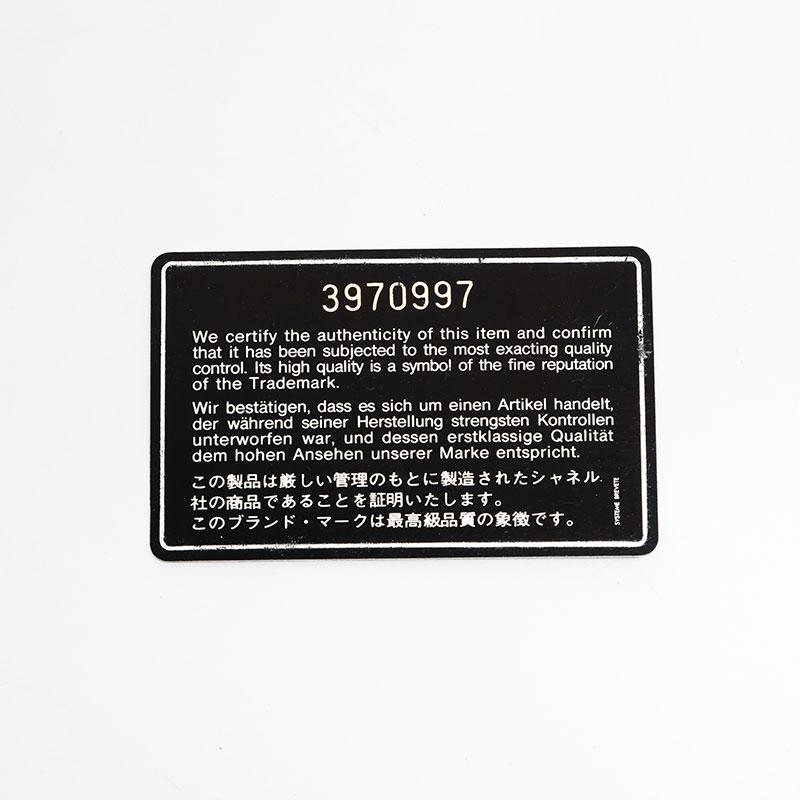 3970997
We certify the authenticity of this item and confirm
that it has been subjected to the most exacting quality
control. Its high quality is a symbol of the fine reputation
of the Trademark.
Wir bestätigen, dass es sich um einen Artikel handelt,
der während seiner Herstellung strengsten Kontrollen
unterworfen war, und dessen erstklassige Qualität
dem hohen Ansehen unserer Marke entspricht.
この製品は厳しい管理のもとに製造されたシャネル
社の商品であることを証明いたします。
このブランド・マークは最高級品質の象徴です。
SYSTEME BREVETE